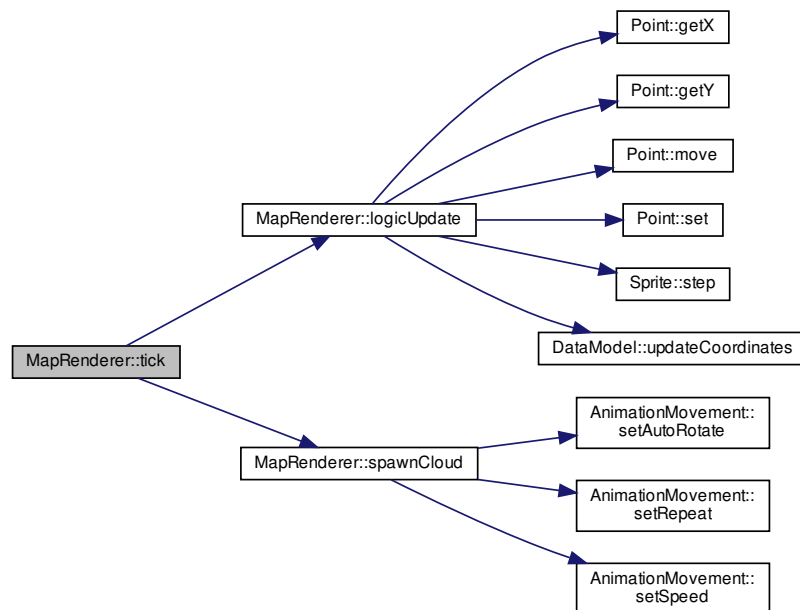 Point::getX
Point::getY
Point::move
MapRenderer::logicUpdate
Point::set
Sprite::step
DataModel::updateCoordinates
MapRenderer::tick
AnimationMovement::
setAutoRotate
MapRenderer::spawnCloud
AnimationMovement::
setRepeat
AnimationMovement::
setSpeed